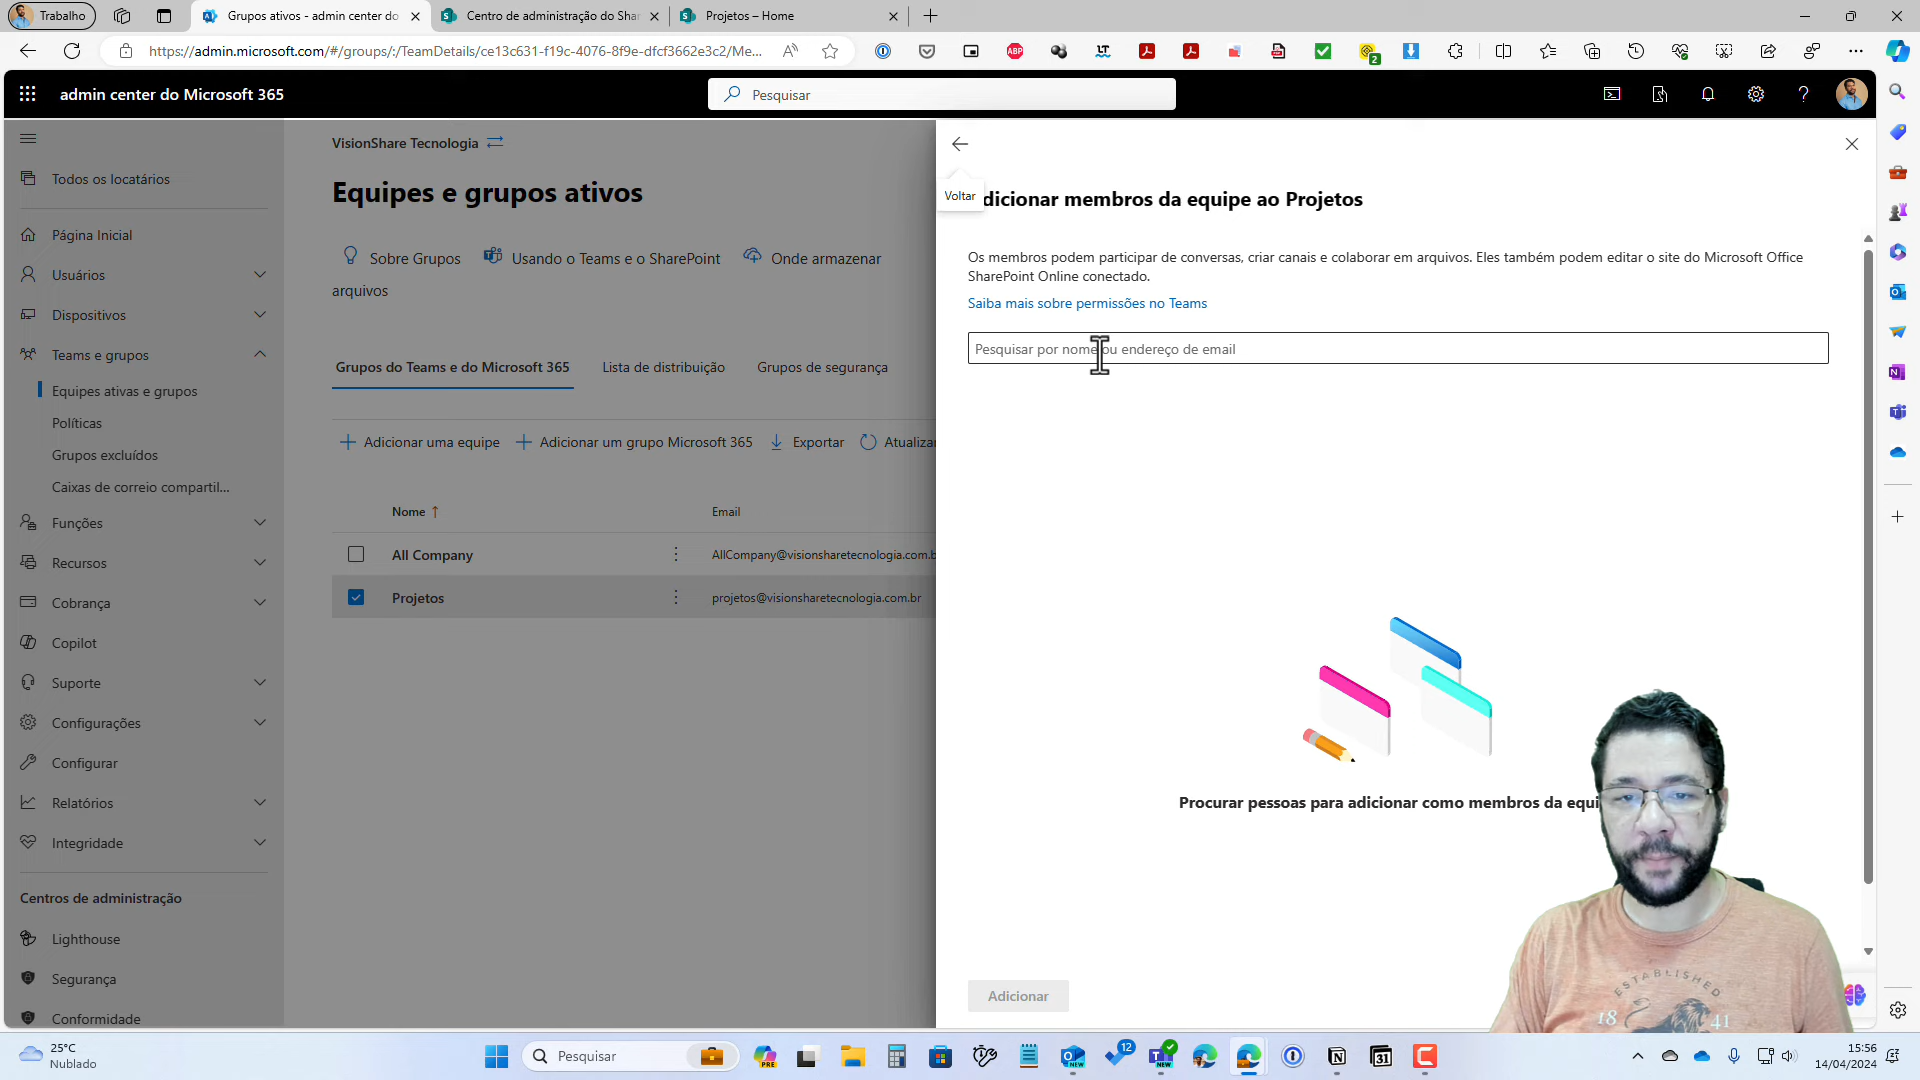 Trabalho
Grupos ativos - admin center do
Centro de administração do Shar
Projetos – Home
https://admin.microsoft.com/#/groups/:/TeamDetails/ce13c631-f19c-4076-8f9e-dfcf3662e3c2/Me...
admin center do Microsoft 365
Pesquisar
VisionShare Tecnologia
Todos os locatários
Equipes e grupos ativos
Voltar
dicionar membros da equipe ao Projetos
Página Inicial
Usuários
Dispositivos
Teams e grupos
Equipes ativas e grupos
Políticas
Grupos excluídos
Caixas de correio compartil...
Funções
Recursos
Cobrança
Copilot
Suporte
Configurações
Configurar
Relatórios
Integridade
Centros de administração
Lighthouse
Segurança
Conformidade
Sobre Grupos
Usando o Teams e o SharePoint
Onde armazenar
arquivos
Grupos do Teams e do Microsoft 365
Lista de distribuição
Grupos de segurança
Adicionar uma equipe
Adicionar um grupo Microsoft 365
Exportar
Atualizar
Nome ↑
Email
All Company
AllCompany@visionsharetecnologia.com.b
Projetos
projetos@visionsharetecnologia.com.br
Os membros podem participar de conversas, criar canais e colaborar em arquivos. Eles também podem editar o site do Microsoft Office
SharePoint Online conectado.
Saiba mais sobre permissões no Teams
Pesquisar por nome ou endereço de email
Procurar pessoas para adicionar como membros da equi
Adicionar
ESTABLISHED
18 41
25°C
Nublado
Pesquisar
15:56
14/04/2024